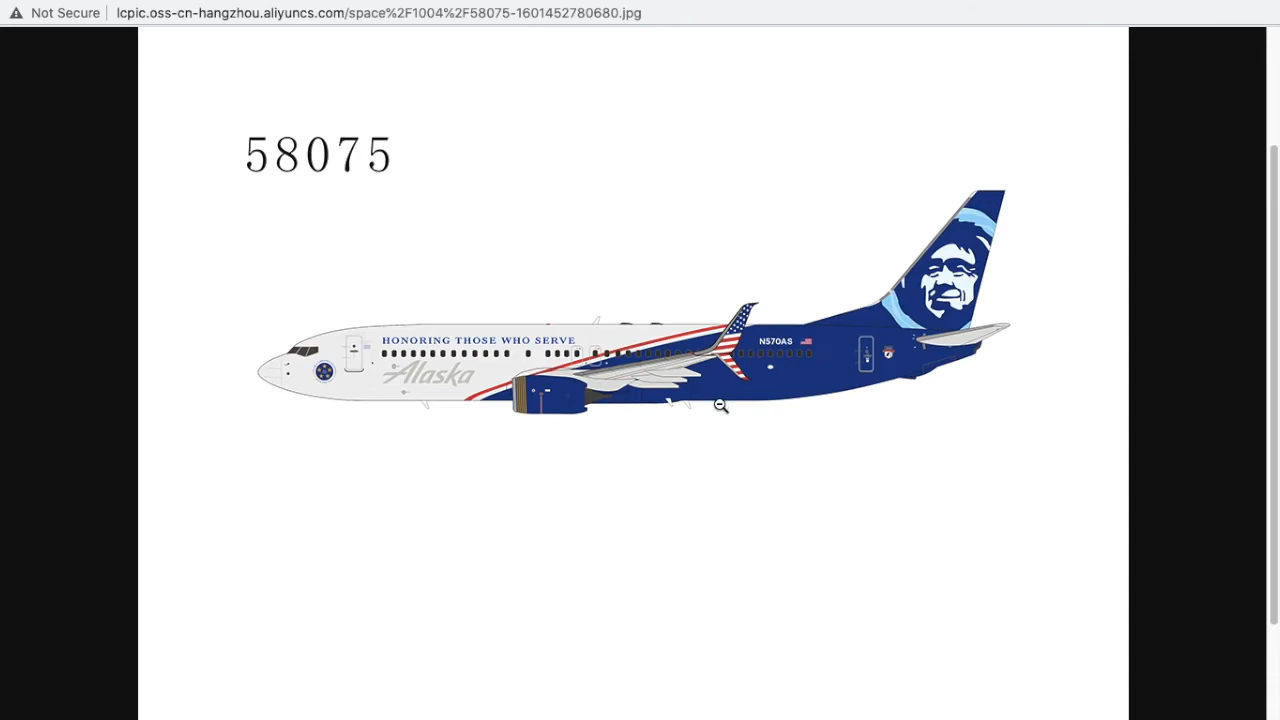 Not Secure
lcpic.oss-cn-hangzhou.aliyuncs.com/space%2F1004%2F58075-1601452780680.jpg
58075
HONORING THOSE WHO SERVE
N570AS
Alaska